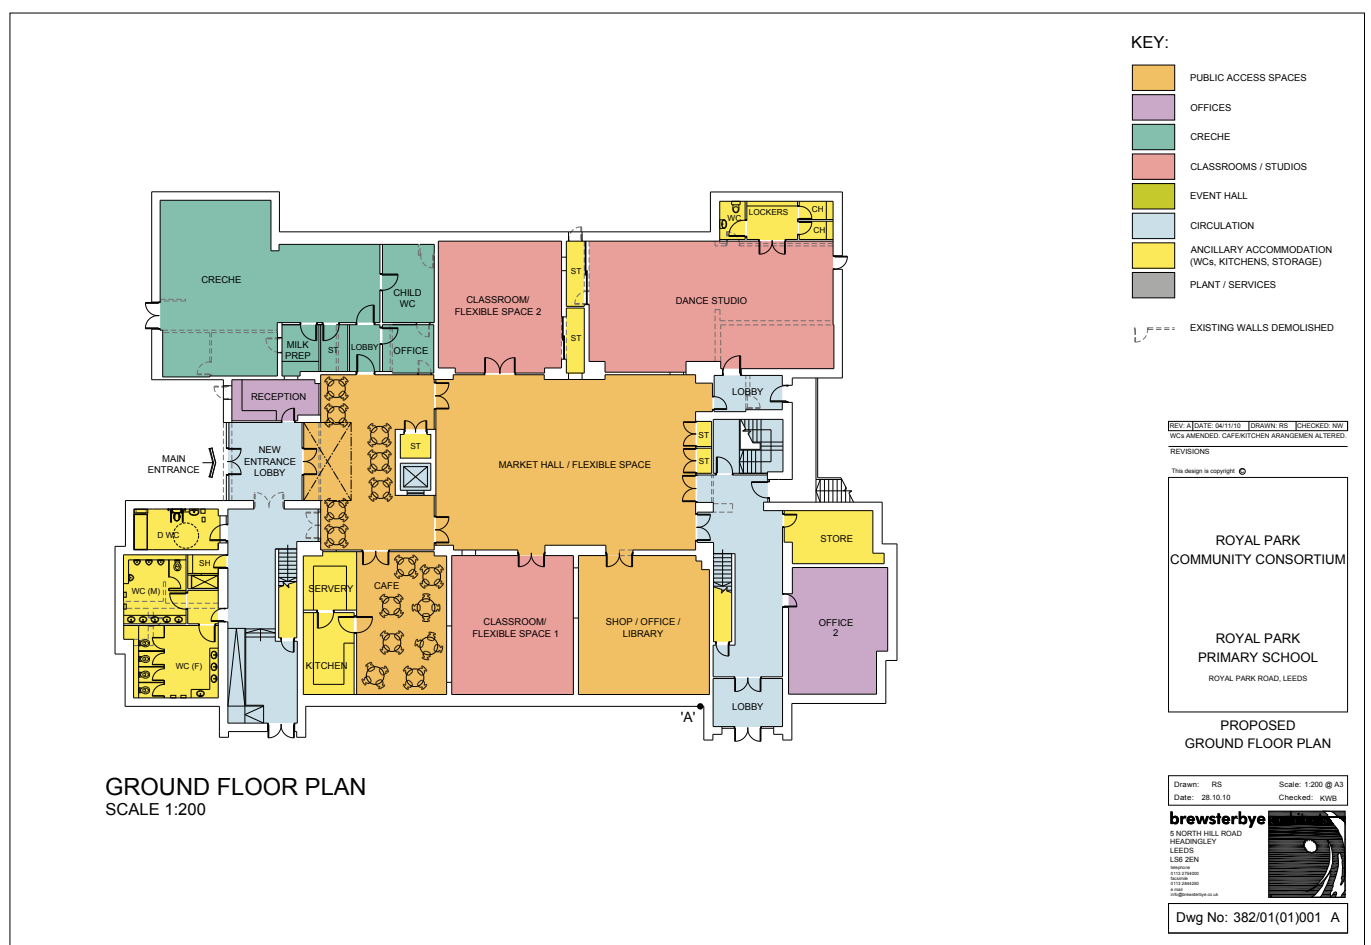 KEY:
PUBLIC ACCESS SPACES
OFFICES
CRECHE
CLASSROOMS / STUDIOS
EVENT HALL
CIRCULATION
ANCILLARY ACCOMMODATION
(WCs, KITCHENS, STORAGE)
PLANT / SERVICES
EXISTING WALLS DEMOLISHED
WC
LOCKERS
CH
CH
CRECHE
CHILD
WC
CLASSROOM/
FLEXIBLE SPACE 2
ST
ST
DANCE STUDIO
MILK
PREP
ST
LOBBY
OFFICE
RECEPTION
LOBBY
MAIN
ENTRANCE
NEW
ENTRANCE
LOBBY
ST
MARKET HALL / FLEXIBLE SPACE
ST
ST
D WC
STORE
SH
WC (M)
SERVERY
CAFE
CLASSROOM/
FLEXIBLE SPACE 1
SHOP / OFFICE /
LIBRARY
OFFICE
2
WC (F)
KITCHEN
LOBBY
'A'
GROUND FLOOR PLAN
SCALE 1:200
REV: A DATE: 04/11/10 DRAWN: RS CHECKED: NW
WCs AMENDED. CAFE/KITCHEN ARANGEMEN ALTERED.
REVISIONS
This design is copyright ©
ROYAL PARK
COMMUNITY CONSORTIUM
ROYAL PARK
PRIMARY SCHOOL
ROYAL PARK ROAD, LEEDS
PROPOSED
GROUND FLOOR PLAN
Drawn: RS Scale: 1:200 @ A3
Date: 28.10.10 Checked: KWB
brewsterbye architects
5 NORTH HILL ROAD
HEADINGLEY
LEEDS
LS6 2EN
telephone
facsimile
e.mail
Dwg No: 382/01(01)001 A